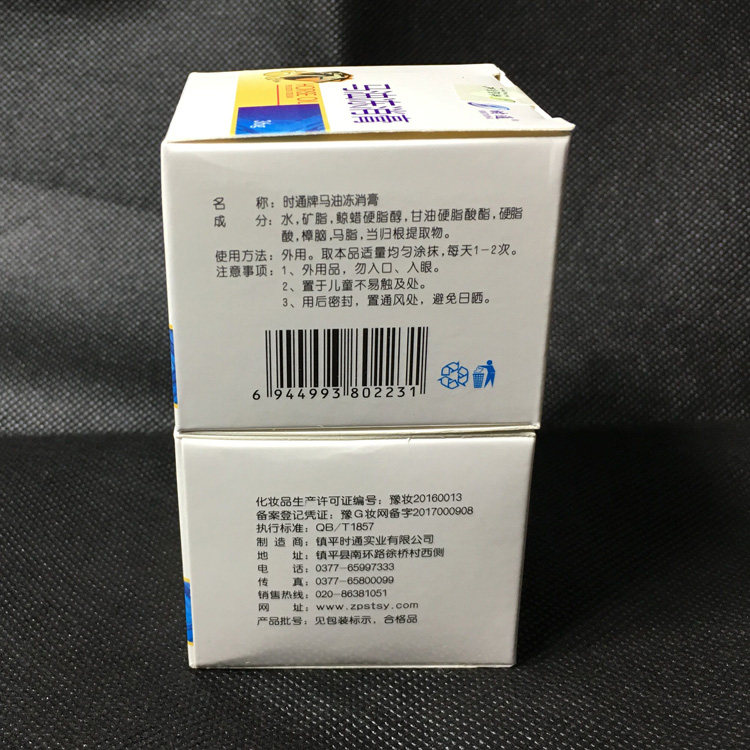 名 称：时通牌马油冻消膏
成 分：水，矿脂，鲸蜡硬脂醇，甘油硬脂酸酯，硬脂
酸，樟脑，马脂，当归根提取物。
使用方法：外用。取本品适量均匀涂抹，每天1-2次。
注意事项：1、外用品，勿入口、入眼。
2、置于儿童不易触及处。
3、用后密封，置通风处，避免日晒。
6 944993 802231
化妆品生产许可证编号：豫妆20160013
备案登记凭证：豫G妆网备字2017000908
执行标准：QB/T1857
制 造 商：镇平时通实业有限公司
地 址：镇平县南环路徐桥村西侧
电 话：0377-65997333
传 真：0377-65800099
销售热线：020-86381051
网 址：www.zpstsy.com
产品批号：见包装标示，合格品